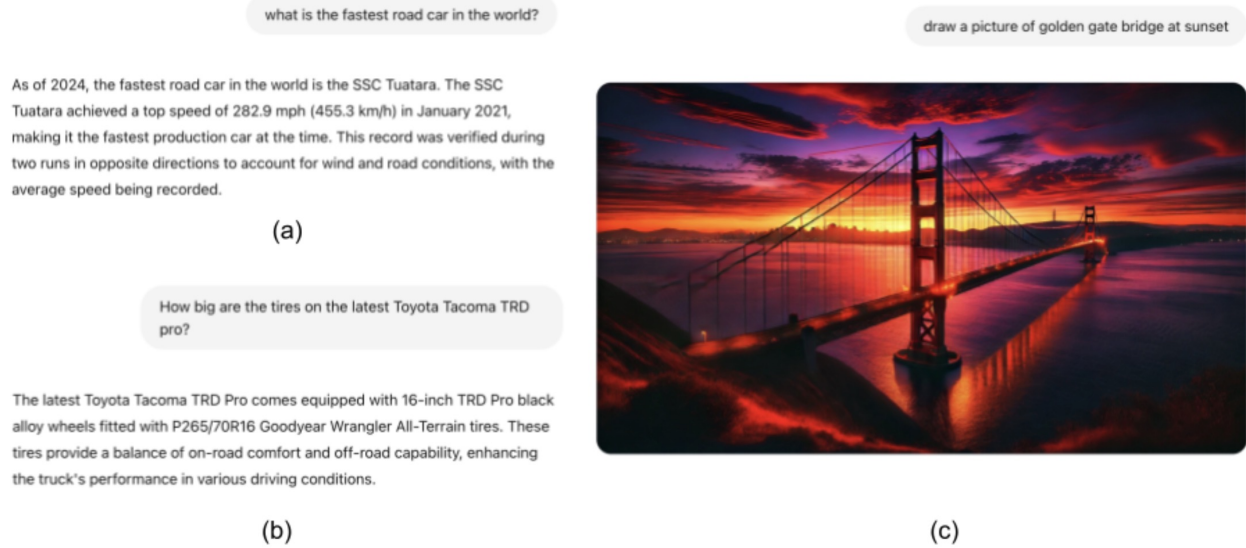 what is the fastest road car in the world?
As of 2024, the fastest road car in the world is the SSC Tuatara. The SSC
Tuatara achieved a top speed of 282.9 mph (455.3 km/h) in January 2021,
making it the fastest production car at the time. This record was verified during
two runs in opposite directions to account for wind and road conditions, with the
average speed being recorded.
(a)
How big are the tires on the latest Toyota Tacoma TRD
pro?
The latest Toyota Tacoma TRD Pro comes equipped with 16-inch TRD Pro black
alloy wheels fitted with P265/70R16 Goodyear Wrangler All-Terrain tires. These
tires provide a balance of on-road comfort and off-road capability, enhancing
the truck's performance in various driving conditions.
(b)
draw a picture of golden gate bridge at sunset
(c)